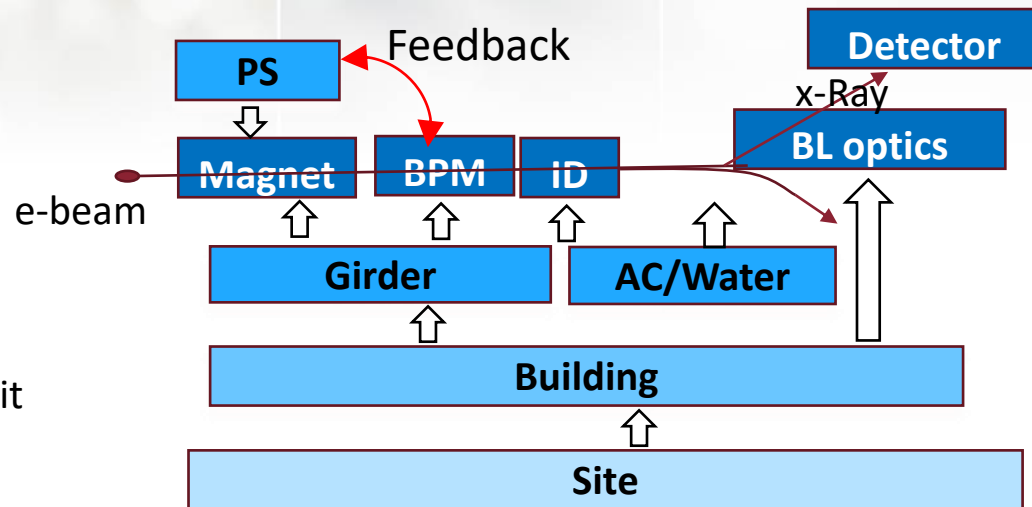 Feedback
Detector
PS
x-Ray
BL optics
Magnet
BPM
ID
e-beam
Girder
AC/Water
Building
it
Site